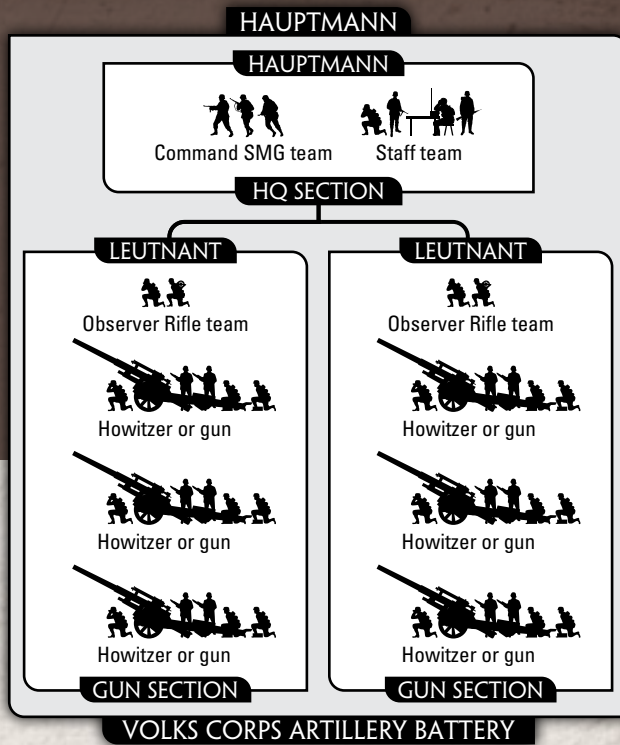 HAUPTMANN
HAUPTMANN
Command SMG team
Staff team
HQ SECTION
LEUTNANT
Observer Rifle team
Howitzer or gun
Howitzer or gun
Howitzer or gun
GUN SECTION
LEUTNANT
Observer Rifle team
Howitzer or gun
Howitzer or gun
Howitzer or gun
GUN SECTION
VOLKS CORPS ARTILLERY BATTERY